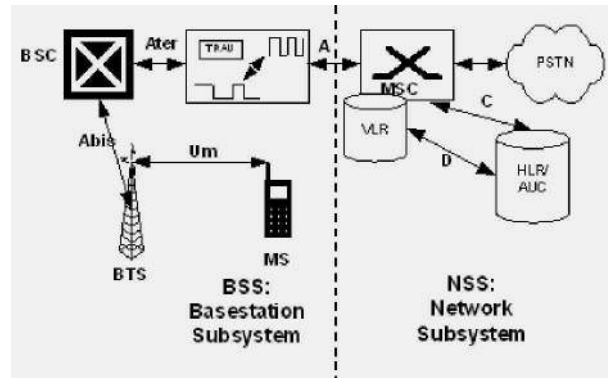 BSC
Ater
TRAU
A
MSC
PSTN
VLR
C
D
HLR/
AUC
Abis
Um
BTS
MS
BSS:
Basestation
Subsystem
NSS:
Network
Subsystem